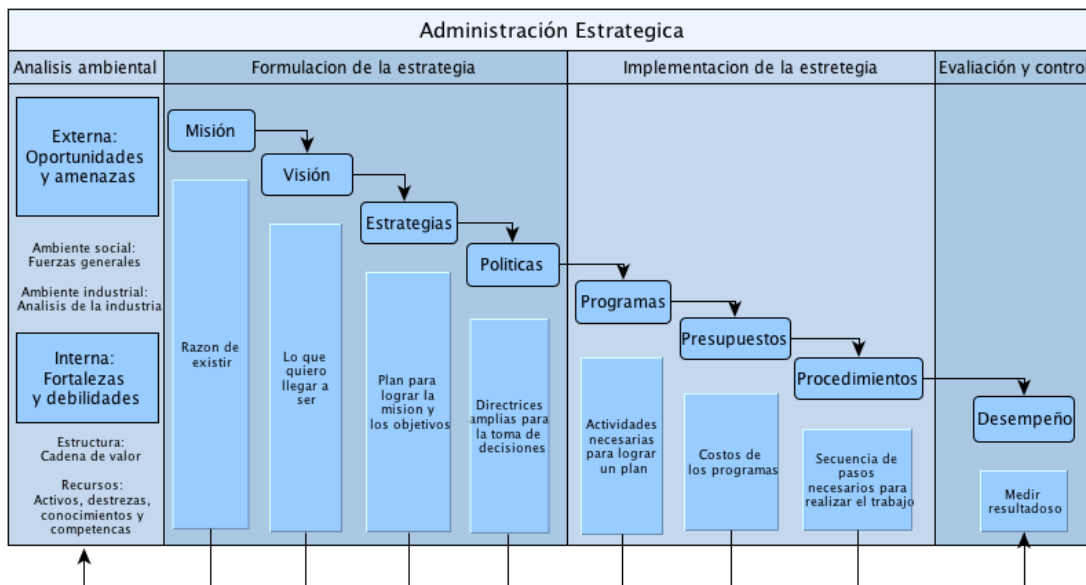 Administración Estrategica
Analisis ambiental
Formulacion de la estrategia
Implementacion de la estretegia
Evaliación y control
Externa:
Oportunidades
y amenazas
Ambiente social:
Fuerzas generales
Ambiente industrial:
Analisis de la industria
Interna:
Fortalezas
y debilidades
Estructura:
Cadena de valor
Recursos:
Activos, destrezas,
conocimientos y
competencas
Misión
Razon de
existir
Visión
Lo que
quiero
llegar a
ser
Estrategias
Plan para
lograr la
mision y
los objetivos
Politicas
Directrices
amplias para
la toma de
decisiones
Programas
Actividades
necesarias
para lograr
un plan
Presupuestos
Costos de
los programas
Procedimientos
Secuencia de
pasos
necesarios para
realizar el trabajo
Desempeño
Medir
resultadoso